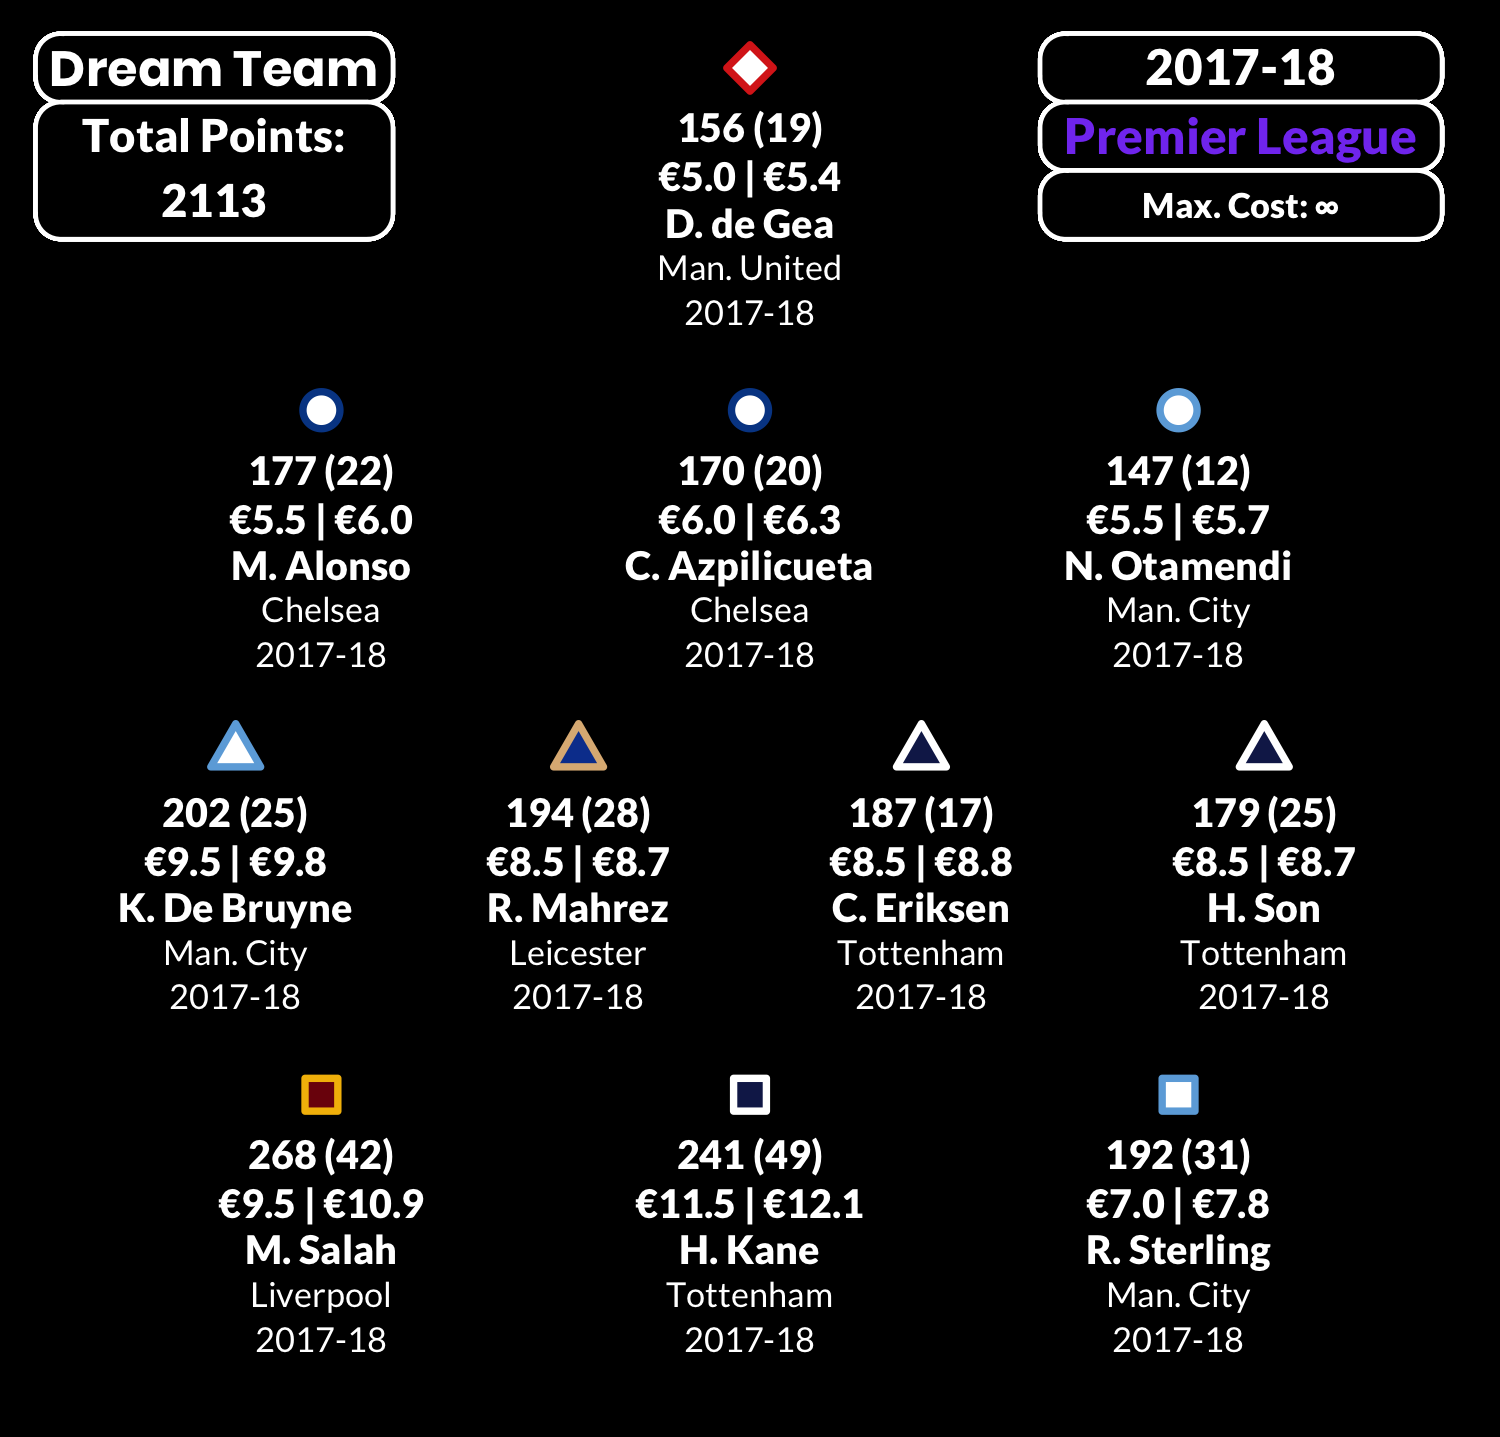 Dream Team
Total Points:
2113
2017-18
Premier League
Max. Cost: ∞
156 (19)
€5.0 | €5.4
D. de Gea
Man. United
2017-18
177 (22) 170 (20) 147 (12)
€5.5 | €6.0 €6.0 | €6.3 €5.5 | €5.7
M. Alonso C. Azpilicueta N. Otamendi
Chelsea Chelsea Man. City
2017-18 2017-18 2017-18
202 (25) 194 (28) 187 (17) 179 (25)
€9.5 | €9.8 €8.5 | €8.7 €8.5 | €8.8 €8.5 | €8.7
K. De Bruyne R. Mahrez C. Eriksen H. Son
Man. City Leicester Tottenham Tottenham
2017-18 2017-18 2017-18 2017-18
268 (42) 241 (49) 192 (31)
€9.5 | €10.9 €11.5 | €12.1 €7.0 | €7.8
M. Salah H. Kane R. Sterling
Liverpool Tottenham Man. City
2017-18 2017-18 2017-18